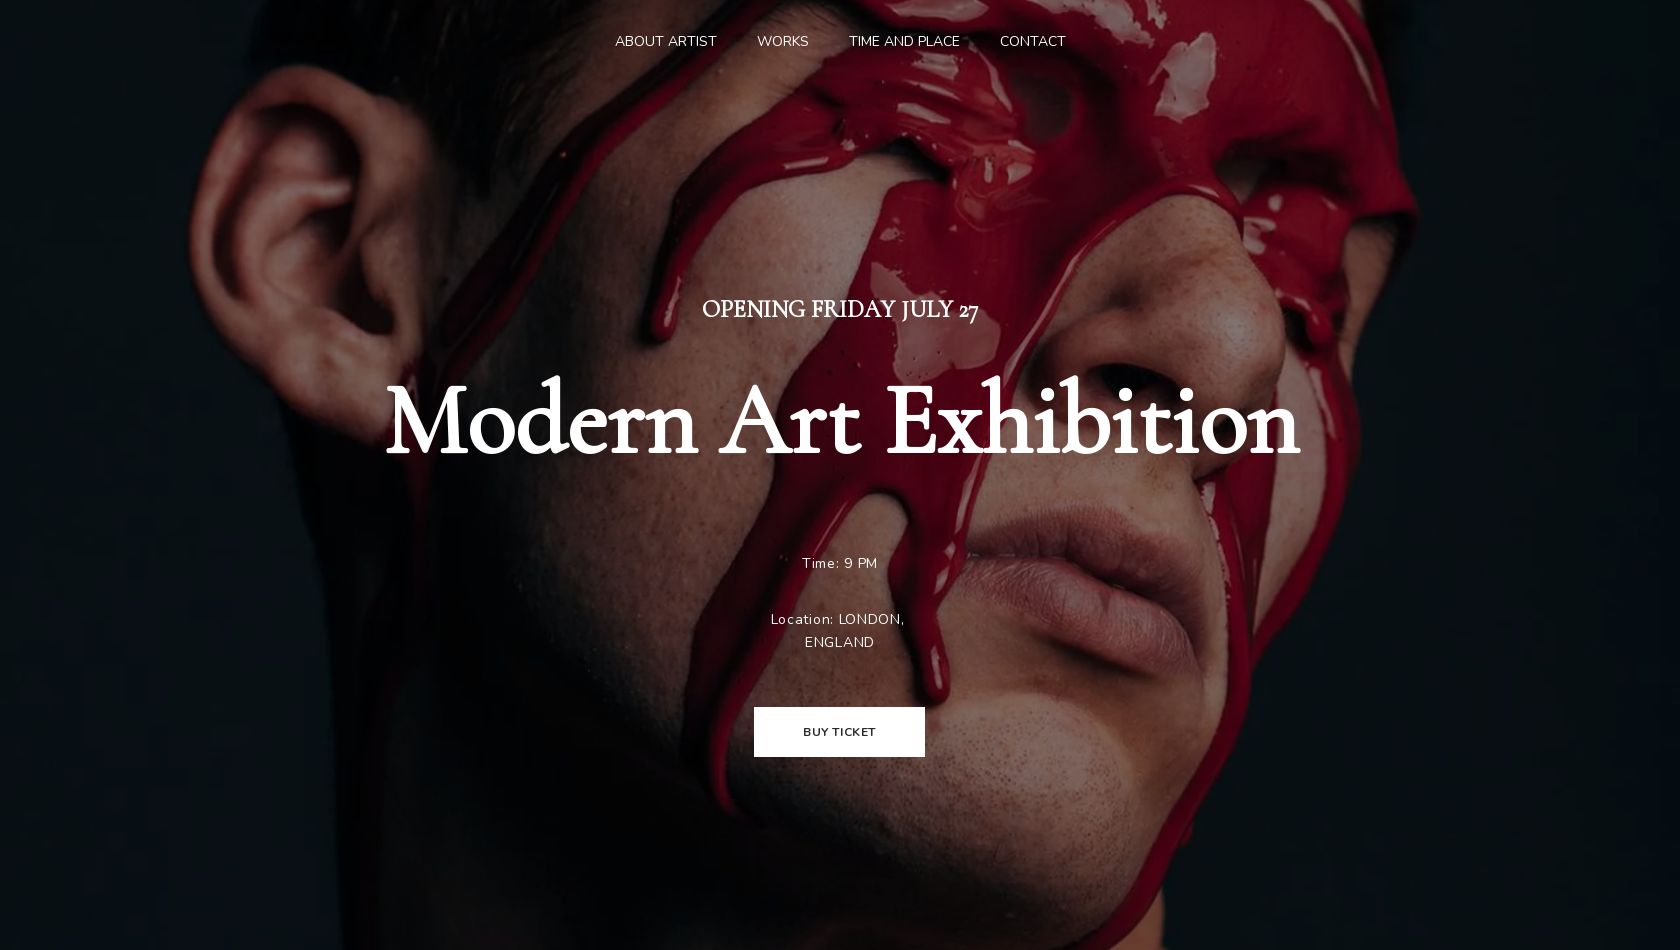 ABOUT ARTIST WORKS TIME AND PLACE CONTACT
OPENING FRIDAY JULY 27
Modern Art Exhibition
Time: 9 PM
Location: LONDON,
ENGLAND
BUY TICKET